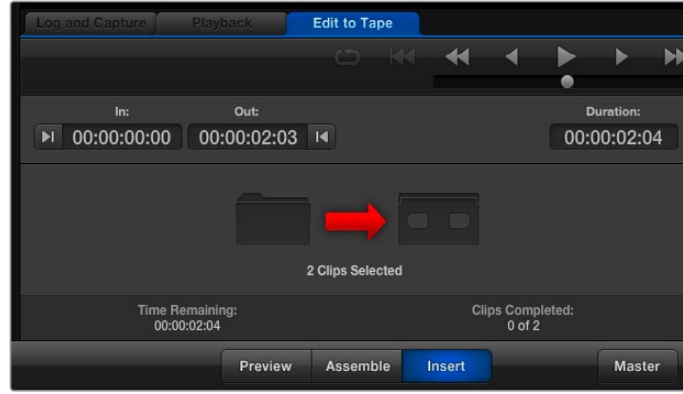 Log and Capture Playback Edit to Tape
In: Out: Duration:
00:00:00:00 00:00:02:03 00:00:02:04
2 Clips Selected
Time Remaining: Clips Completed:
00:00:02:04 0 of 2
Preview Assemble Insert Master